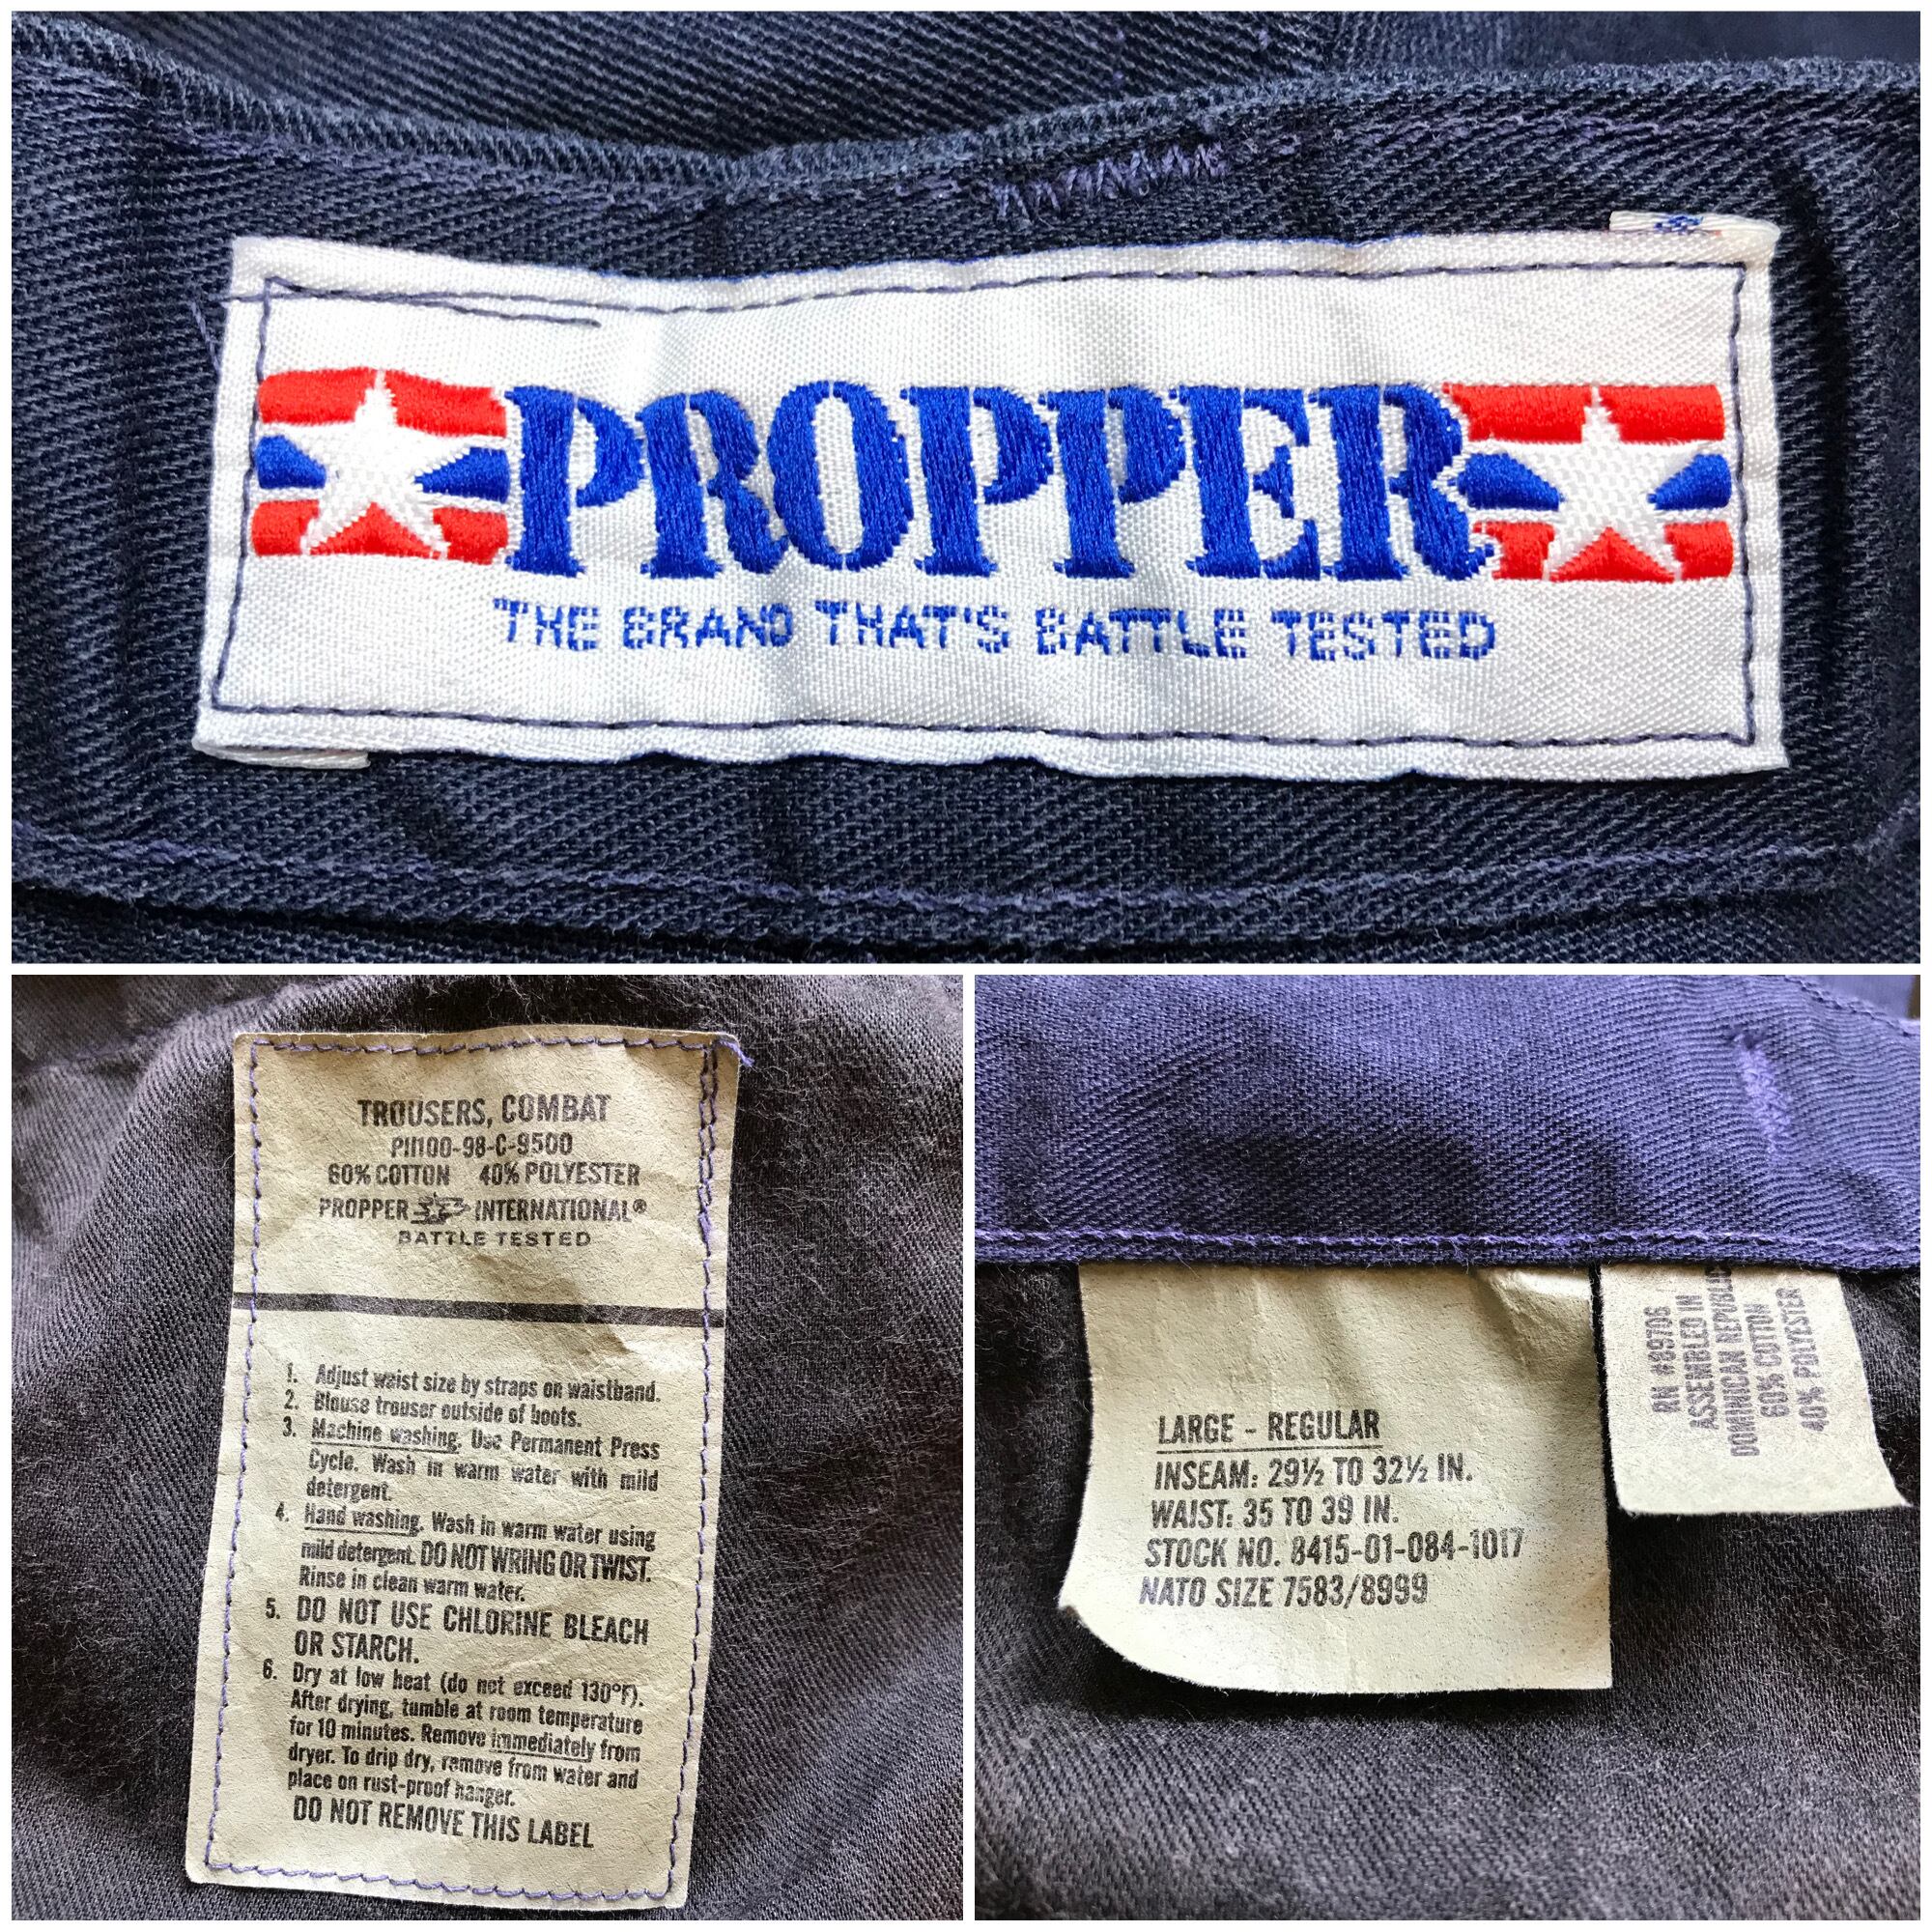 PROPPER
THE BRAND THAT'S BATTLE TESTED
TROUSERS, COMBAT
PII100-98-C-9500
60% COTTON 40% POLYESTER
PROPPER INTERNATIONAL®
BATTLE TESTED
1. Adjust waist size by straps on waistband.
2. Blouse trouser outside of boots.
3. Machine washing. Use Permanent Press
Cycle. Wash in warm water with mild
detergent.
4. Hand washing. Wash in warm water using
mild detergent. DO NOT WRING OR TWIST.
Rinse in clean warm water.
5. DO NOT USE CHLORINE BLEACH
OR STARCH.
6. Dry at low heat (do not exceed 130°F).
After drying, tumble at room temperature
for 10 minutes. Remove immediately from
dryer. To drip dry, remove from water and
place on rust-proof hanger.
DO NOT REMOVE THIS LABEL
LARGE - REGULAR
INSEAM: 29½ TO 32½ IN.
WAIST: 35 TO 39 IN.
STOCK NO. 8415-01-084-1017
NATO SIZE 7583/8999
RN #89706
ASSEMBLED IN
DOMINICAN REPUBLIC
60% COTTON
40% POLYESTER